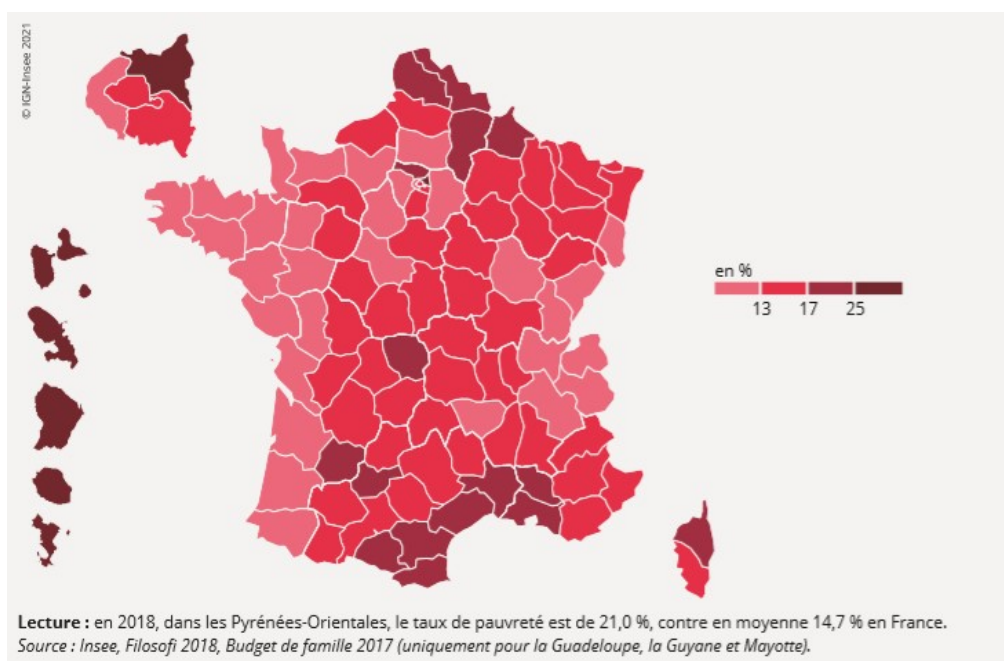 © IGN-Insee 2021
en %
13 17 25
Lecture : en 2018, dans les Pyrénées-Orientales, le taux de pauvreté est de 21,0 %, contre en moyenne 14,7 % en France.
Source : Insee, Filosofi 2018, Budget de famille 2017 (uniquement pour la Guadeloupe, la Guyane et Mayotte).